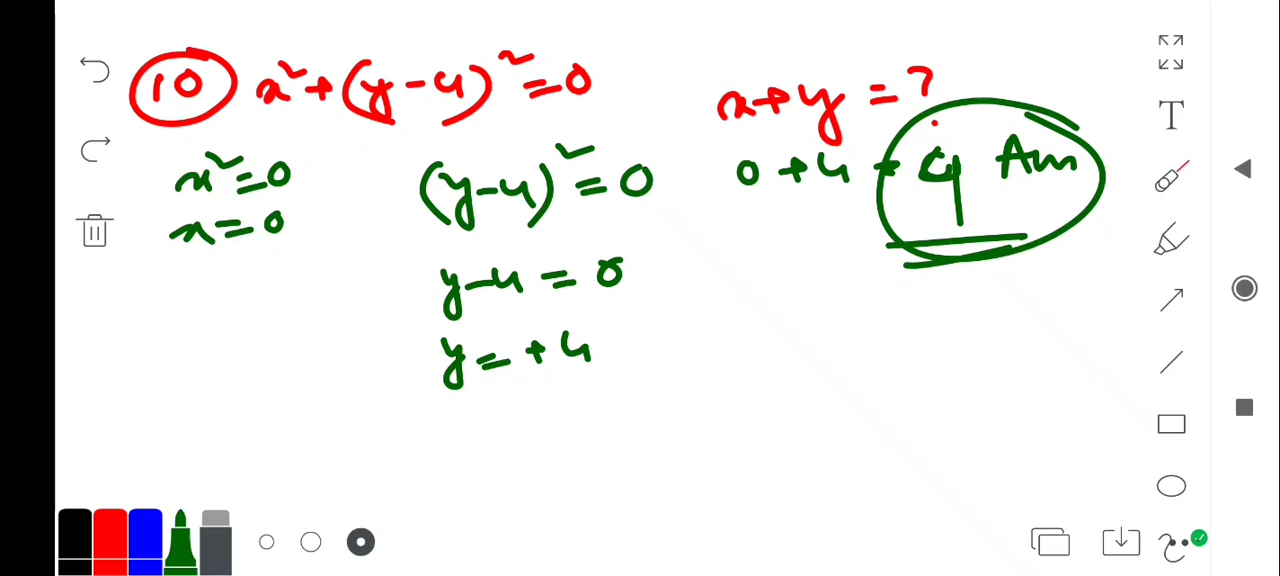 10 x²+(y-4)²=0
x+y=?
x²=0
x=0
(y-4)²=0
y-4=0
y=+4
0+4=4 Ans
T